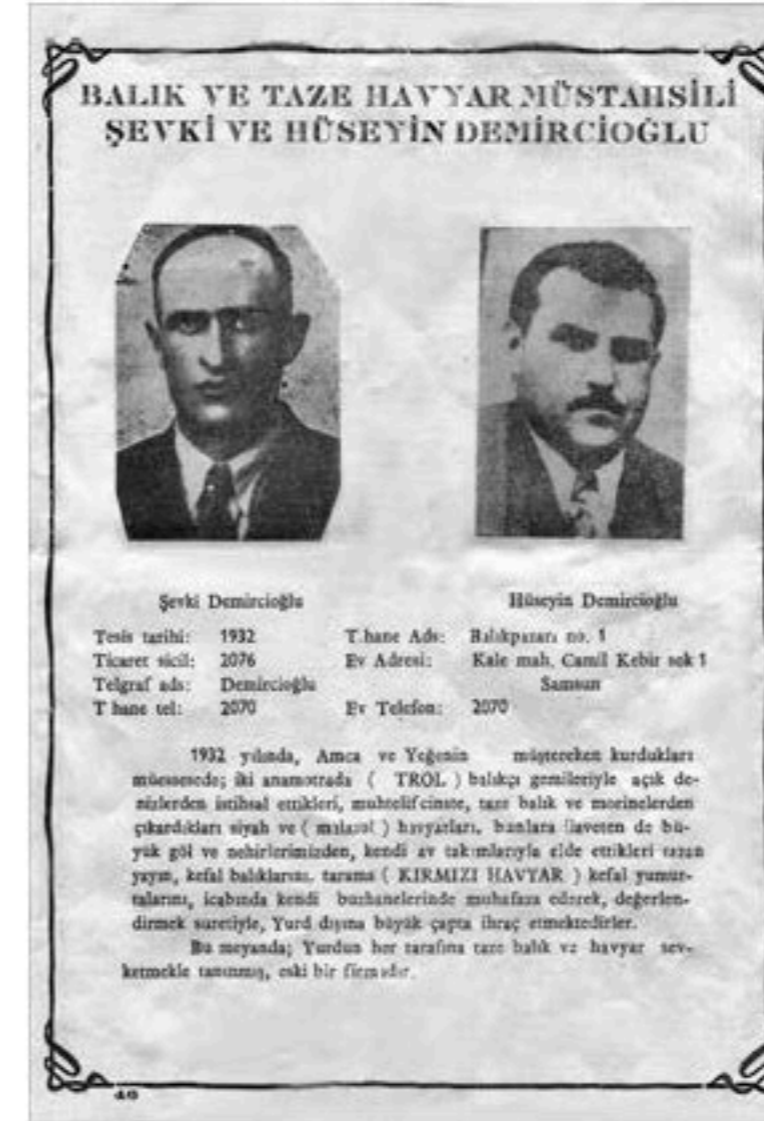 BALIK VE TAZE HAVYAR MÜSTAHSİLİ
ŞEVKİ VE HÜSEYİN DEMİRCİOĞLU
Şevki Demircioğlu
Hüseyin Demircioğlu
Tesis tarihi: 1932 T.hane Ads: Balıkpazarı no. 1
Ticaret sicil: 2076 Ev Adresi: Kale mah. Camil Kebir sok 1
Telgraf ads: Demircioğlu Samsun
T hane tel: 2070 Ev Telefon: 2070
1932 yılında, Amca ve Yeğenin müştereken kurdukları
müessesede; iki anamotrada ( TROL ) balıkçı gemileriyle açık de-
nizlerden istihsal ettikleri, muhtelif cinste, taze balık ve morinelerden
çıkardıkları siyah ve ( malasol ) havyarları, bunlara ilaveten de bü-
yük göl ve nehirlerimizden, kendi av takımlarıyla elde ettikleri sazan
yayın, kefal balıklarını, tarama ( KIRMIZI HAVYAR ) kefal yumur-
talarını, icabında kendi buzhanelerinde muhafaza ederek, değerlen-
dirmek suretiyle, Yurd dışına büyük çapta ihraç etmektedirler.
Bu meyanda; Yurdun her tarafına taze balık ve havyar sev-
ketmekle tanınmış, eski bir firmadır.
40